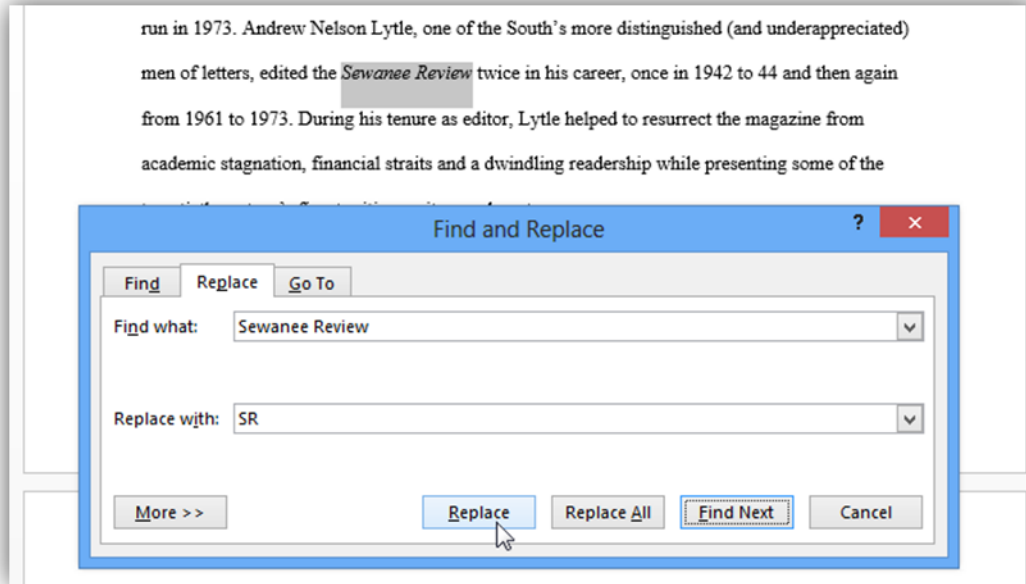 run in 1973. Andrew Nelson Lytle, one of the South’s more distinguished (and underappreciated)
men of letters, edited the Sewanee Review twice in his career, once in 1942 to 44 and then again
from 1961 to 1973. During his tenure as editor, Lytle helped to resurrect the magazine from
academic stagnation, financial straits and a dwindling readership while presenting some of the
Find and Replace
?
Find Replace Go To
Find what: Sewanee Review
Replace with: SR
More >> Replace Replace All Find Next Cancel